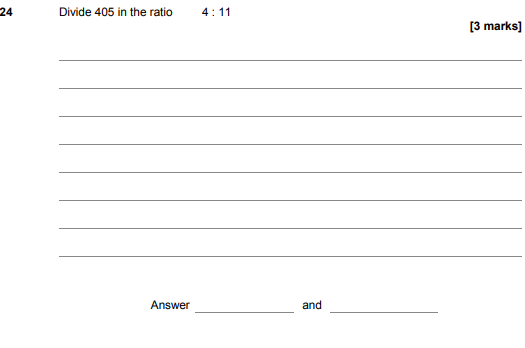 24 Divide 405 in the ratio 4 : 11
[3 marks]
Answer and